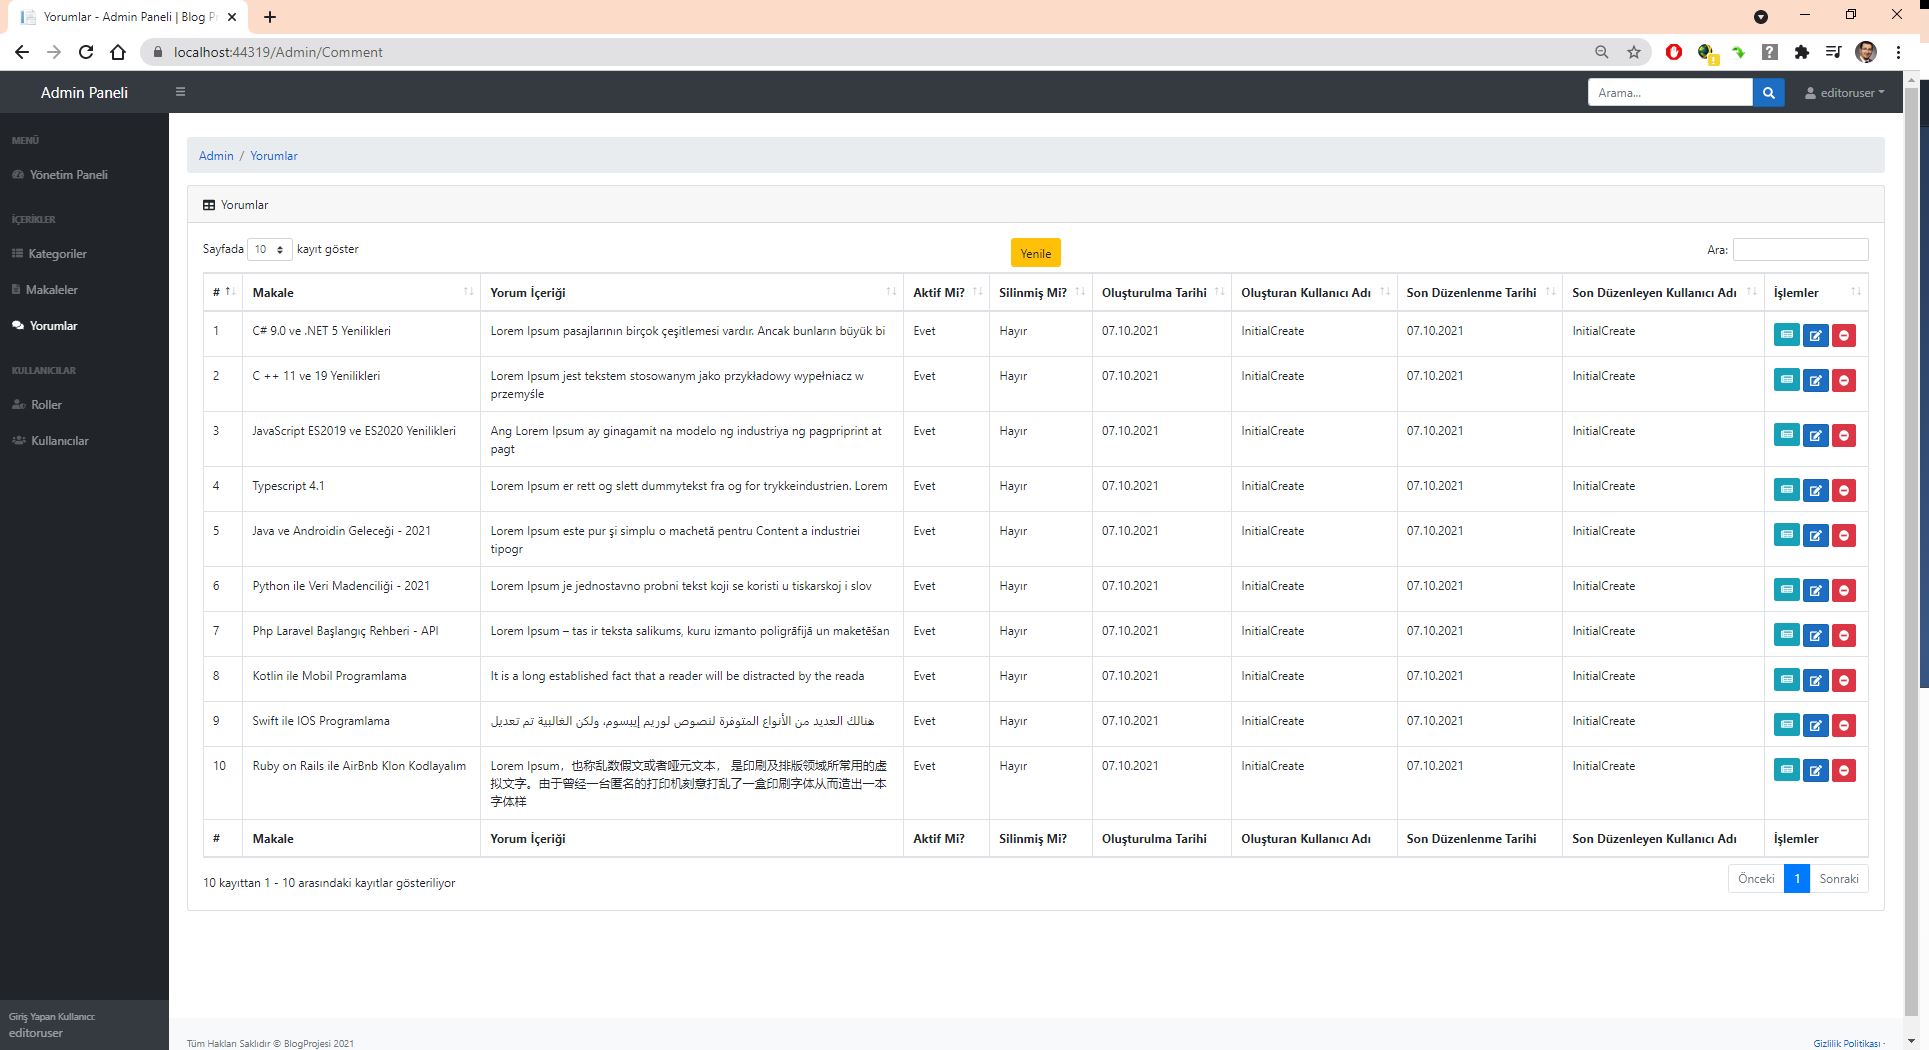 Yorumlar - Admin Paneli | Blog P
localhost:44319/Admin/Comment
Admin Paneli
Arama...
editoruser
MENÜ
Yönetim Paneli
İÇERİKLER
Kategoriler
Makaleler
Yorumlar
KULLANICILAR
Roller
Kullanıcılar
Giriş Yapan Kullanıcı:
editoruser
Admin / Yorumlar
Yorumlar
Sayfada 10 kayıt göster
Yenile
Ara:
# Makale Yorum İçeriği Aktif Mi? Silinmiş Mi? Oluşturulma Tarihi Oluşturan Kullanıcı Adı Son Düzenlenme Tarihi Son Düzenleyen Kullanıcı Adı İşlemler
1 C# 9.0 ve .NET 5 Yenilikleri Lorem Ipsum pasajlarının birçok çeşitlemesi vardır. Ancak bunların büyük bi Evet Hayır 07.10.2021 InitialCreate 07.10.2021 InitialCreate
2 C ++ 11 ve 19 Yenilikleri Lorem Ipsum jest tekstem stosowanym jako przykładowy wypełniacz w Evet Hayır 07.10.2021 InitialCreate 07.10.2021 InitialCreate
przemyśle
3 JavaScript ES2019 ve ES2020 Yenilikleri Ang Lorem Ipsum ay ginagamit na modelo ng industriya ng pagpriprint at Evet Hayır 07.10.2021 InitialCreate 07.10.2021 InitialCreate
pagt
4 Typescript 4.1 Lorem Ipsum er rett og slett dummytekst fra og for trykkeindustrien. Lorem Evet Hayır 07.10.2021 InitialCreate 07.10.2021 InitialCreate
5 Java ve Androidin Geleceği - 2021 Lorem Ipsum este pur şi simplu o machetă pentru Content a industriei Evet Hayır 07.10.2021 InitialCreate 07.10.2021 InitialCreate
tipogr
6 Python ile Veri Madenciliği - 2021 Lorem Ipsum je jednostavno probni tekst koji se koristi u tiskarskoj i slov Evet Hayır 07.10.2021 InitialCreate 07.10.2021 InitialCreate
7 Php Laravel Başlangıç Rehberi - API Lorem Ipsum – tas ir teksta salikums, kuru izmanto poligrāfijā un maketēšan Evet Hayır 07.10.2021 InitialCreate 07.10.2021 InitialCreate
8 Kotlin ile Mobil Programlama It is a long established fact that a reader will be distracted by the reada Evet Hayır 07.10.2021 InitialCreate 07.10.2021 InitialCreate
9 Swift ile IOS Programlama هنالك العديد من الأنواع المتوفرة لنصوص لوريم إيبسوم، ولكن الغالبية تم تعديل Evet Hayır 07.10.2021 InitialCreate 07.10.2021 InitialCreate
10 Ruby on Rails ile AirBnb Klon Kodlayalım Lorem Ipsum，也称乱数假文或者哑元文本， 是印刷及排版领域所常用的虚 Evet Hayır 07.10.2021 InitialCreate 07.10.2021 InitialCreate
拟文字。由于曾经一台匿名的打印机刻意打乱了一盒印刷字体从而造出一本
字体样
# Makale Yorum İçeriği Aktif Mi? Silinmiş Mi? Oluşturulma Tarihi Oluşturan Kullanıcı Adı Son Düzenlenme Tarihi Son Düzenleyen Kullanıcı Adı İşlemler
10 kayıttan 1 - 10 arasındaki kayıtlar gösteriliyor
Önceki 1 Sonraki
Tüm Hakları Saklıdır © BlogProjesi 2021
Gizlilik Politikası ·